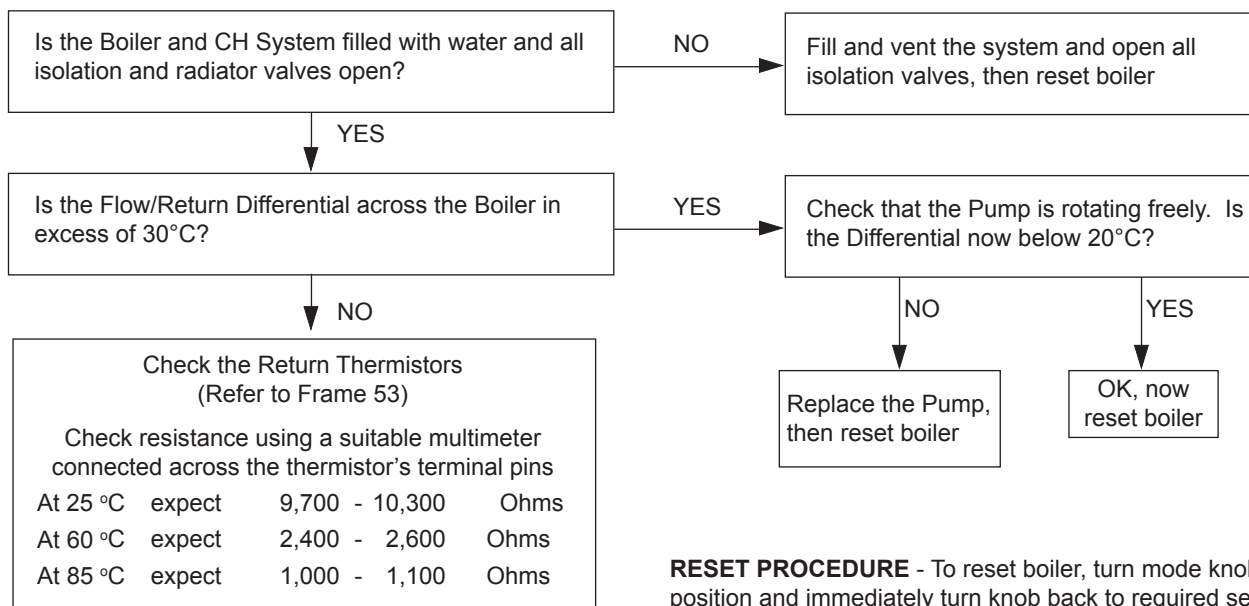 Is the Boiler and CH System filled with water and all
isolation and radiator valves open?
NO
Fill and vent the system and open all
isolation valves, then reset boiler
YES
Is the Flow/Return Differential across the Boiler in
excess of 30°C?
YES
Check that the Pump is rotating freely. Is
the Differential now below 20°C?
NO
NO
YES
Check the Return Thermistors
(Refer to Frame 53)
Check resistance using a suitable multimeter
connected across the thermistor's terminal pins
At 25 °C expect 9,700 - 10,300 Ohms
At 60 °C expect 2,400 - 2,600 Ohms
At 85 °C expect 1,000 - 1,100 Ohms
Replace the Pump,
then reset boiler
OK, now
reset boiler
RESET PROCEDURE - To reset boiler, turn mode knob
position and immediately turn knob back to required